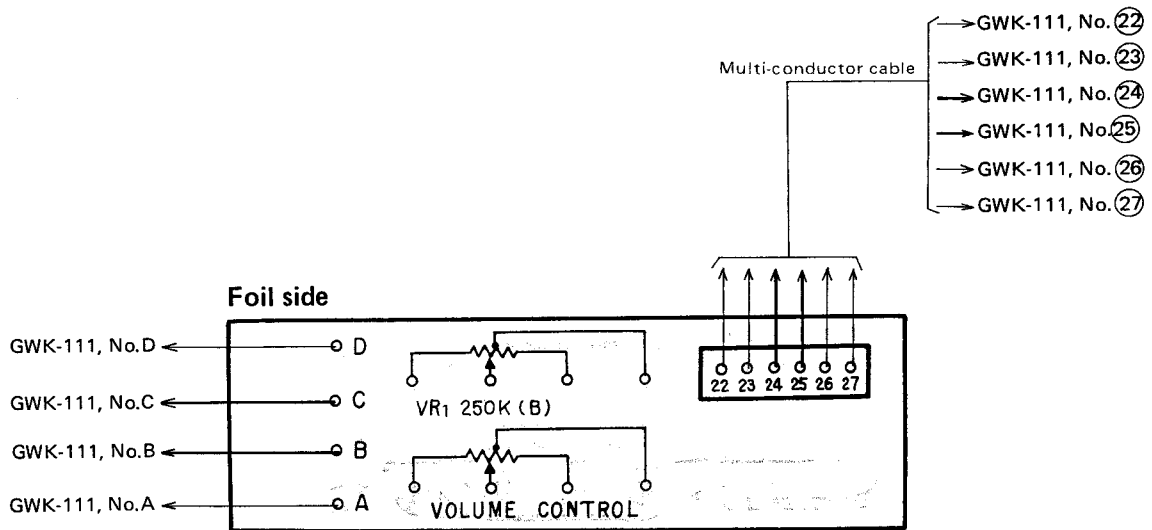 GWK-111, No. 22
GWK-111, No. 23
Multi-conductor cable
GWK-111, No. 24
GWK-111, No. 25
GWK-111, No. 26
GWK-111, No. 27
Foil side
GWK-111, No.D
D
22 23 24 25 26 27
GWK-111, No.C
C
VR1 250K (B)
GWK-111, No.B
B
GWK-111, No.A
A
VOLUME CONTROL